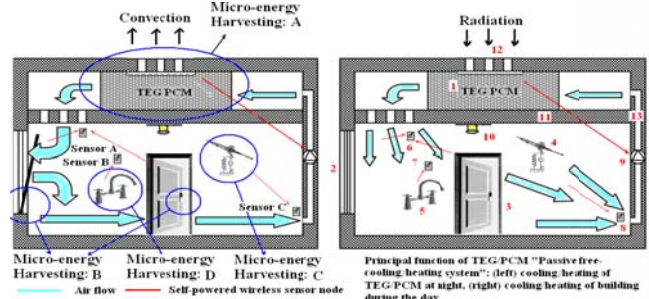 Convection
Micro-energy
Harvesting: A
TEG/PCM
Sensor A
Sensor B
Sensor C
2
Micro-energy
Harvesting: B
Micro-energy
Harvesting: D
Micro-energy
Harvesting: C
Air flow
Self-powered wireless sensor node
Radiation
12
1
TEG/PCM
11
13
10
6
7
4
9
5
3
8
Principal function of TEG/PCM "Passive free-
cooling/heating system": (left) cooling/heating of
TEG/PCM at night, (right) cooling/heating of building
during the day